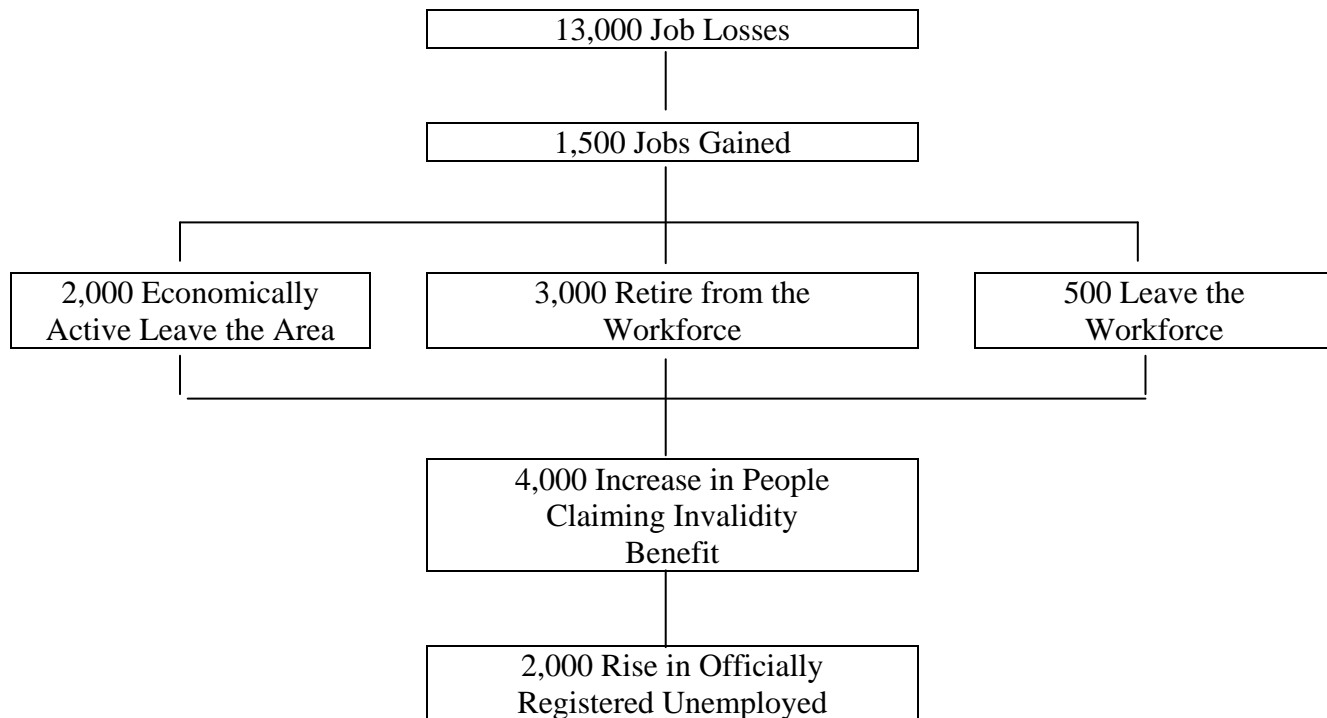 13,000 Job Losses
1,500 Jobs Gained
2,000 Economically
Active Leave the Area
3,000 Retire from the
Workforce
500 Leave the
Workforce
4,000 Increase in People
Claiming Invalidity
Benefit
2,000 Rise in Officially
Registered Unemployed